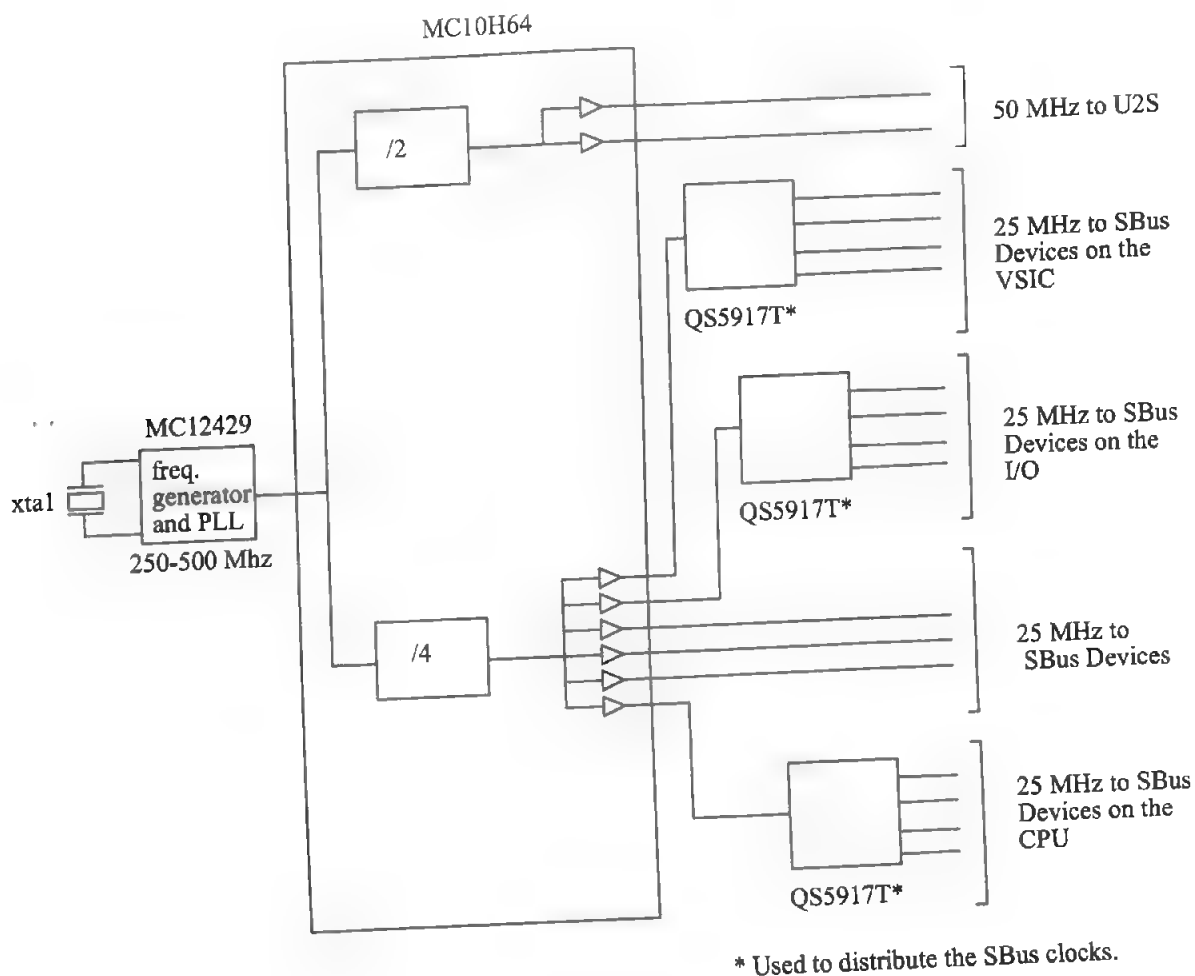 MC10H64
/2
50 MHz to U2S
25 MHz to SBus
Devices on the
VSIC
QS5917T*
MC12429
freq.
generator
and PLL
250-500 Mhz
xta1
25 MHz to SBus
Devices on the
I/O
QS5917T*
/4
25 MHz to
SBus Devices
25 MHz to SBus
Devices on the
CPU
QS5917T*
* Used to distribute the SBus clocks.